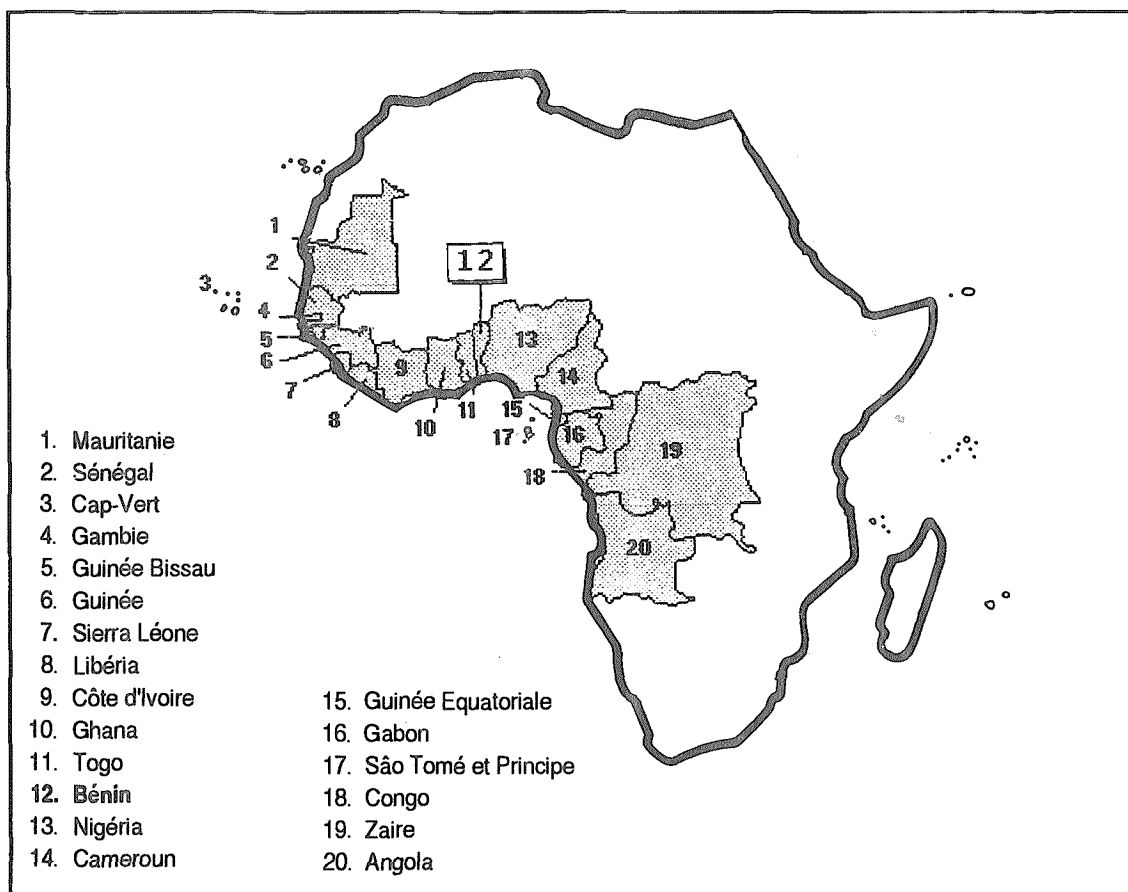 1
2
3
4
5
6
7
8
9
10
11
12
13
14
15
16
17
18
19
20
1. Mauritanie
2. Sénégal
3. Cap-Vert
4. Gambie
5. Guinée Bissau
6. Guinée
7. Sierra Léone
8. Libéria
9. Côte d'Ivoire
10. Ghana
11. Togo
12. Bénin
13. Nigéria
14. Cameroun
15. Guinée Equatoriale
16. Gabon
17. Sâo Tomé et Principe
18. Congo
19. Zaire
20. Angola